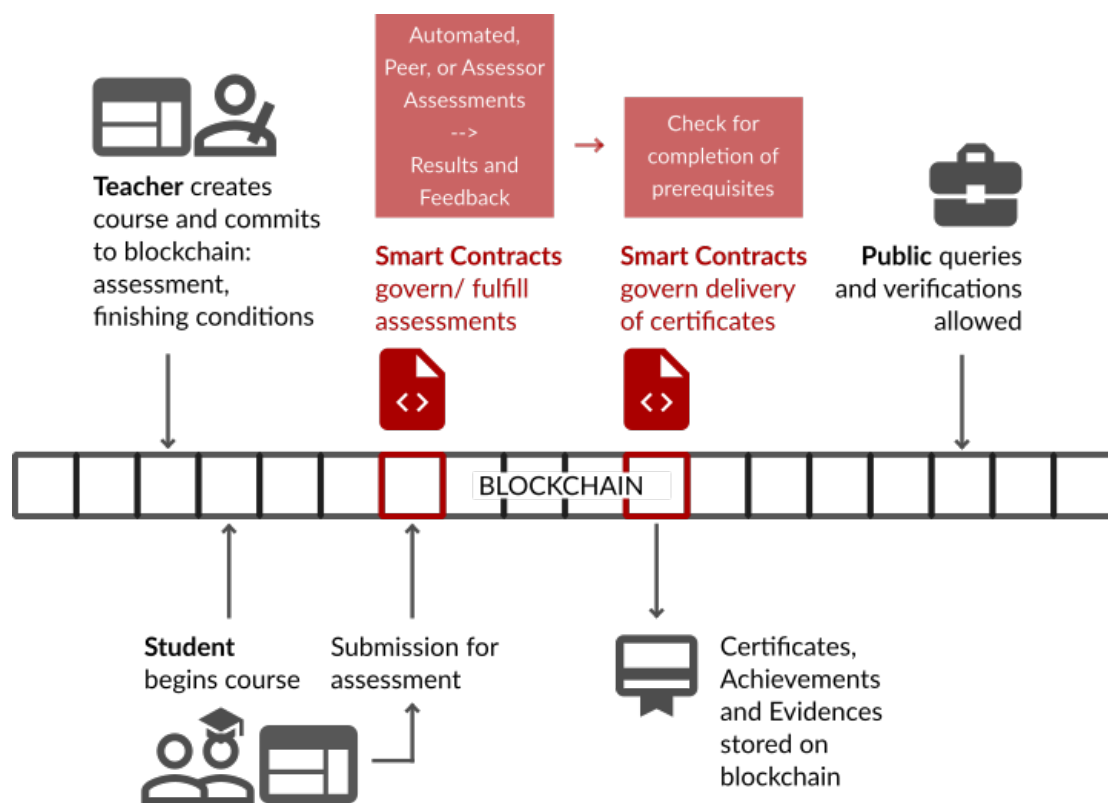 Automated,
Peer, or Assessor
Assessments
-->
Results and
Feedback
Check for
completion of
prerequisites
Teacher creates
course and commits
to blockchain:
assessment,
finishing conditions
Smart Contracts
govern/ fulfill
assessments
Smart Contracts
govern delivery
of certificates
Public queries
and verifications
allowed
< >
< >
BLOCKCHAIN
Student
begins course
Submission for
assessment
Certificates,
Achievements
and Evidences
stored on
blockchain